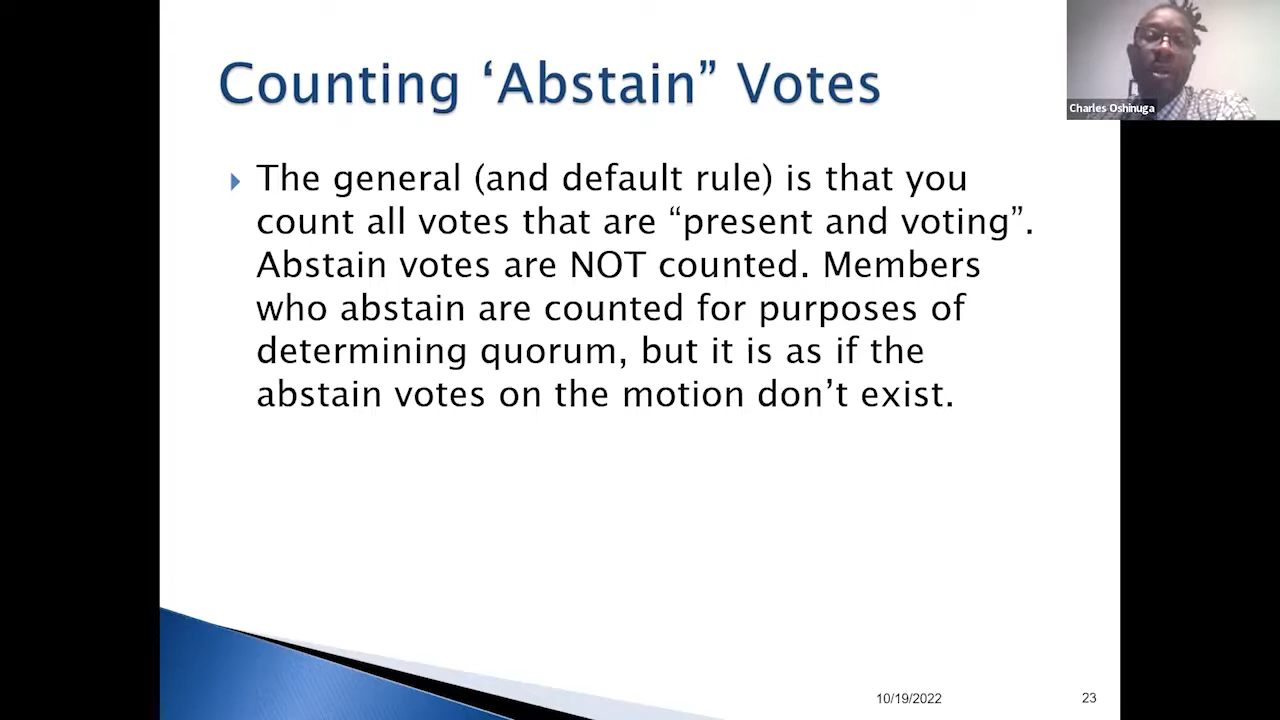 Counting ‘Abstain” Votes
Charles Oshinuga
The general (and default rule) is that you
count all votes that are “present and voting”.
Abstain votes are NOT counted. Members
who abstain are counted for purposes of
determining quorum, but it is as if the
abstain votes on the motion don’t exist.
10/19/2022
23